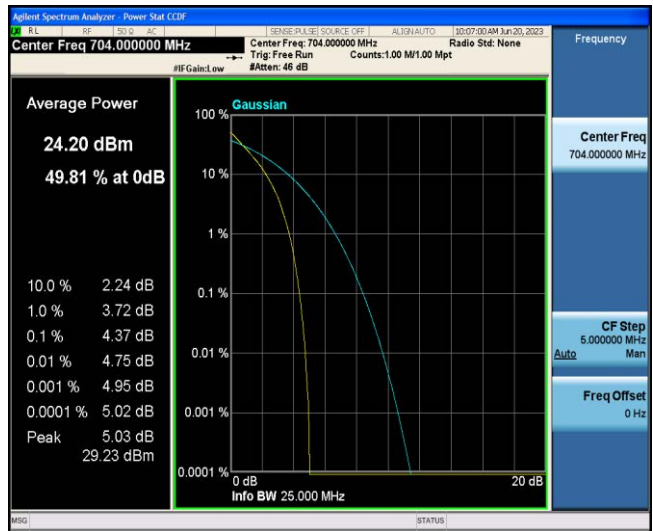 Agilent Spectrum Analyzer - Power Stat CCDF
RL RF 50 Ω AC SENSE:PULSE SOURCE OFF ALIGN AUTO 10:07:00 AM Jun 20, 2023
Center Freq 704.000000 MHz
Center Freq: 704.000000 MHz Radio Std: None
Trig: Free Run Counts:1.00 M/1.00 Mpt
#IFGain:Low #Atten: 46 dB
Frequency
Center Freq
704.000000 MHz
CF Step
5.000000 MHz
Auto Man
Freq Offset
0 Hz
Average Power
24.20 dBm
49.81 % at 0dB
10.0 % 2.24 dB
1.0 % 3.72 dB
0.1 % 4.37 dB
0.01 % 4.75 dB
0.001 % 4.95 dB
0.0001 % 5.02 dB
Peak 5.03 dB
29.23 dBm
Gaussian
100 %
10 %
1 %
0.1 %
0.01 %
0.001 %
0.0001 %
0 dB 20 dB
Info BW 25.000 MHz
MSG STATUS